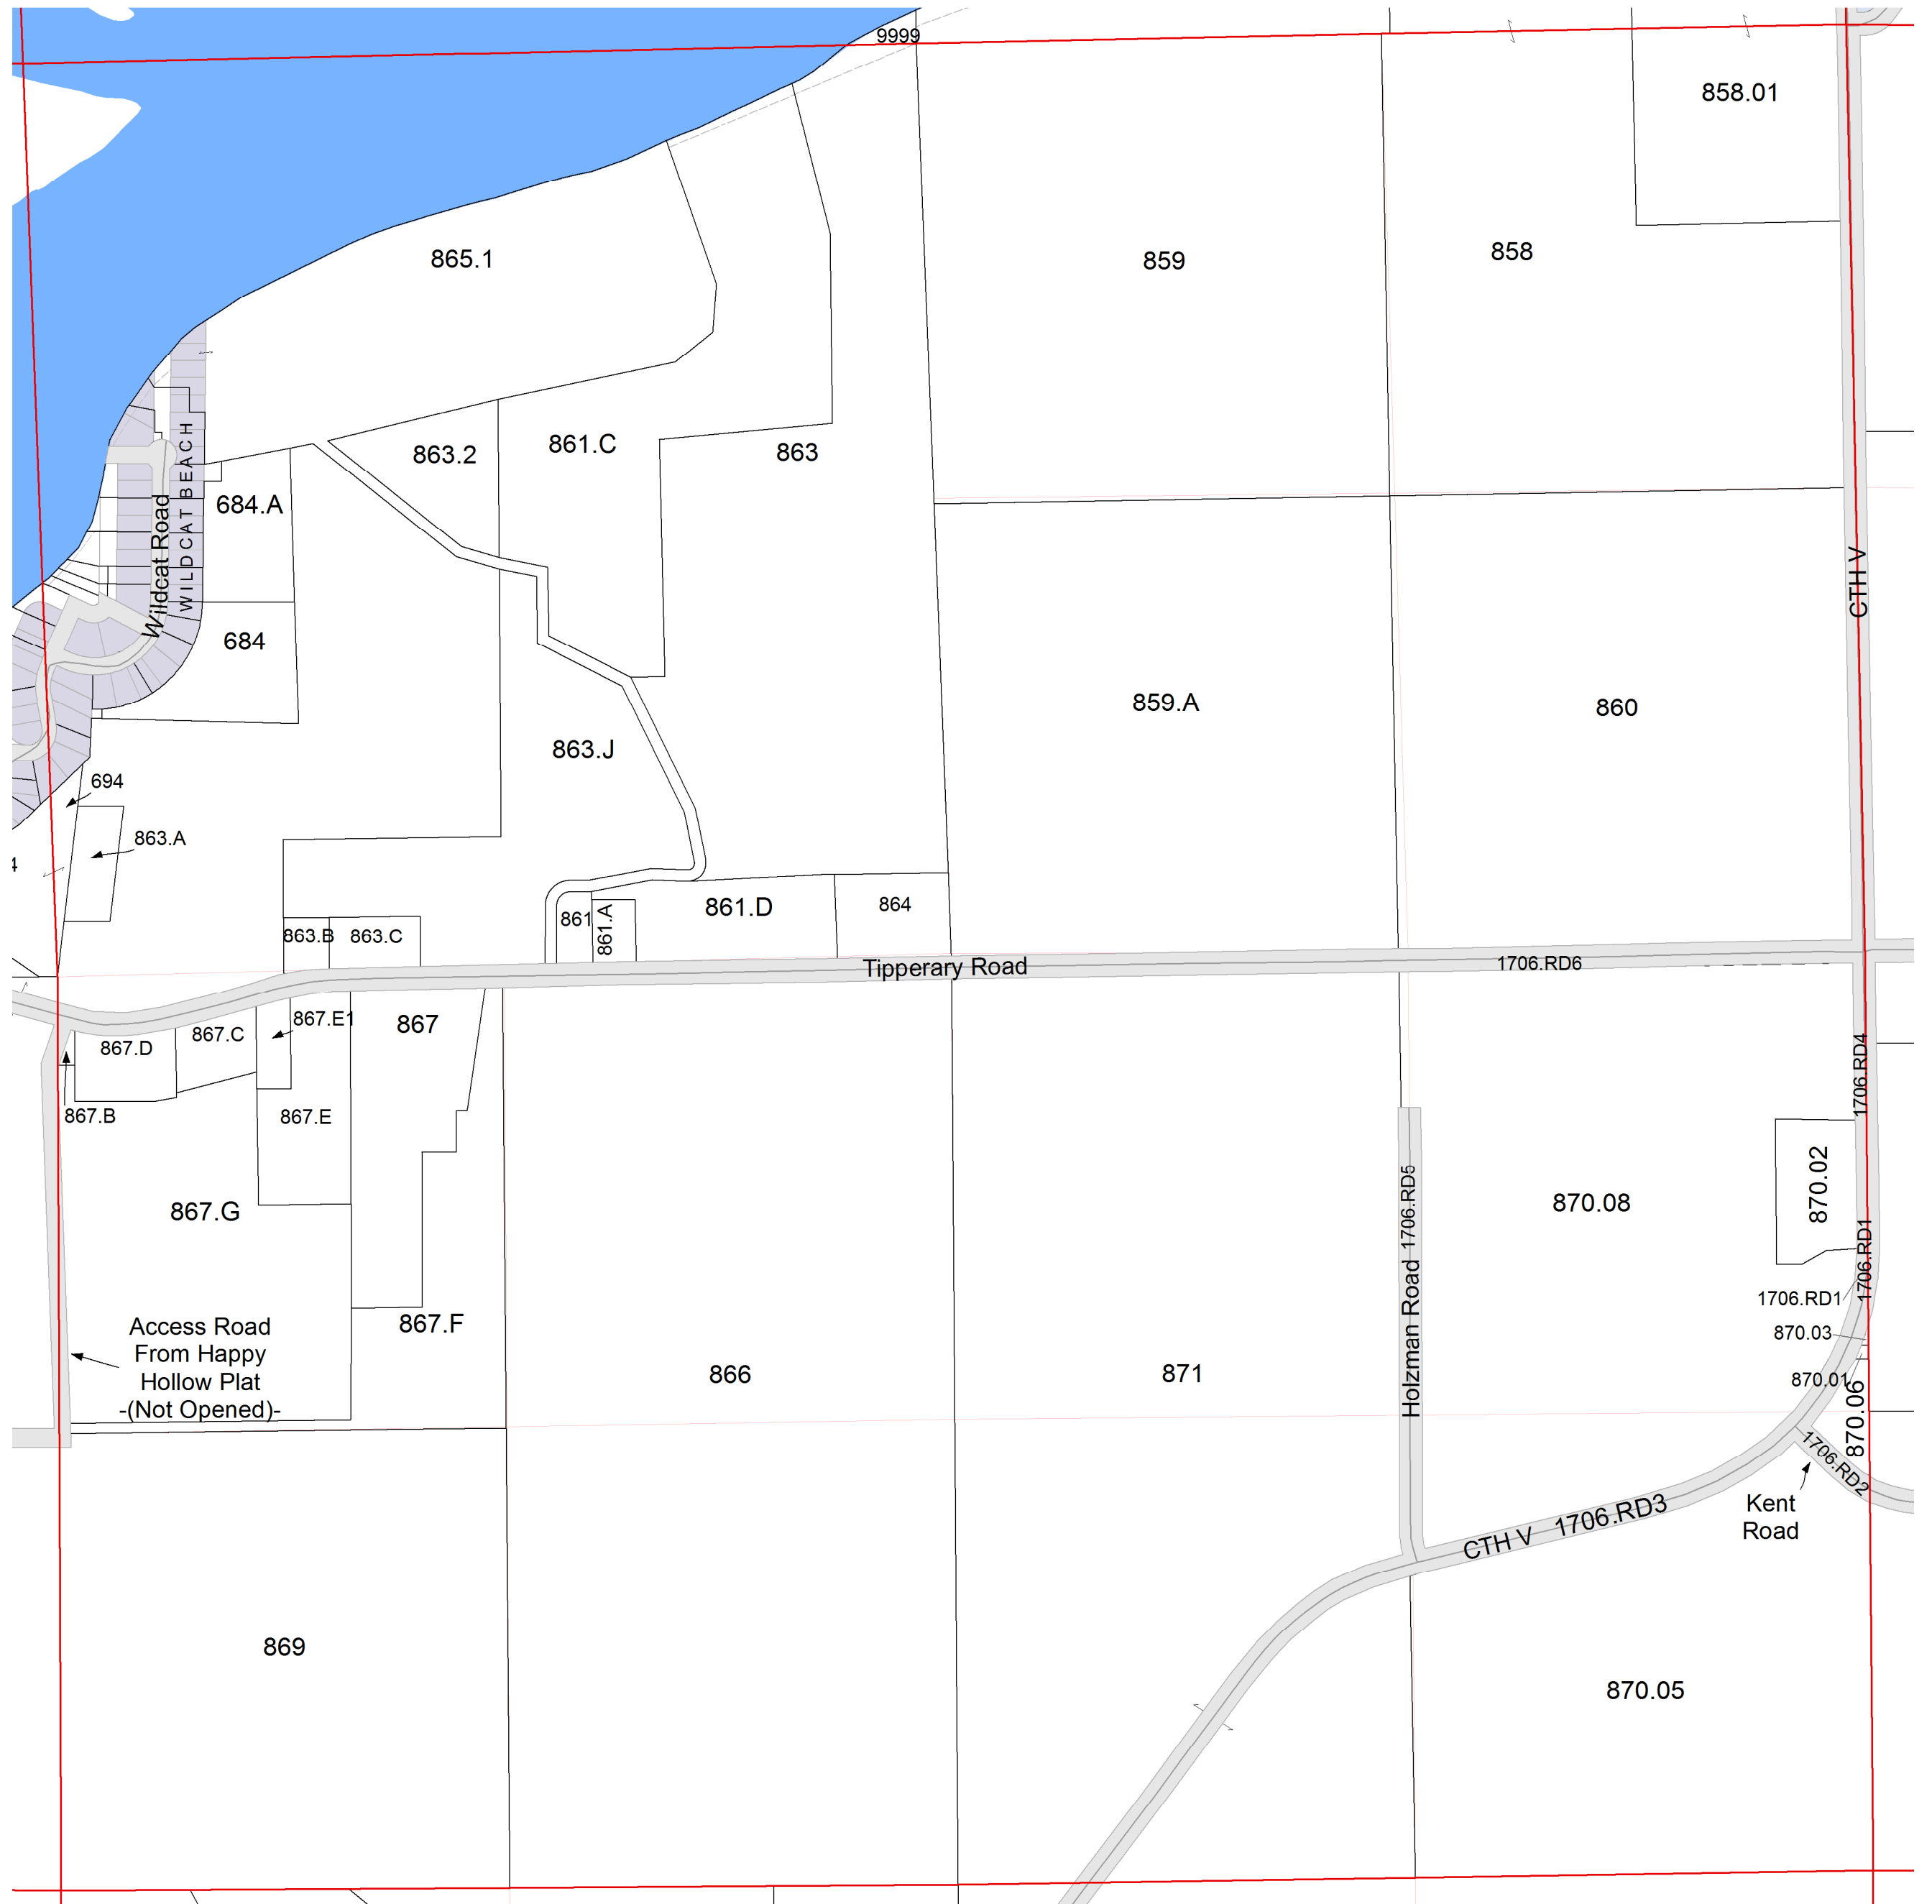 9999
858.01
865.1
859
858
863.2
861.C
863
684.A
Wildcat Road
WILDCAT BEACH
CTH V
684
859.A
860
863.J
694
863.A
4
861.D
864
861
861.A
863.B
863.C
Tipperary Road
1706.RD6
867.E1
867
867.C
867.D
867.B
867.E
1706.RD4
870.02
867.G
870.08
Holzman Road
1706.RD5
1706.RD1
1706.RD1
870.03
870.01
870.06
Access Road
From Happy
Hollow Plat
-(Not Opened)-
867.F
866
871
1706.RD2
Kent
Road
CTH V
1706.RD3
869
870.05